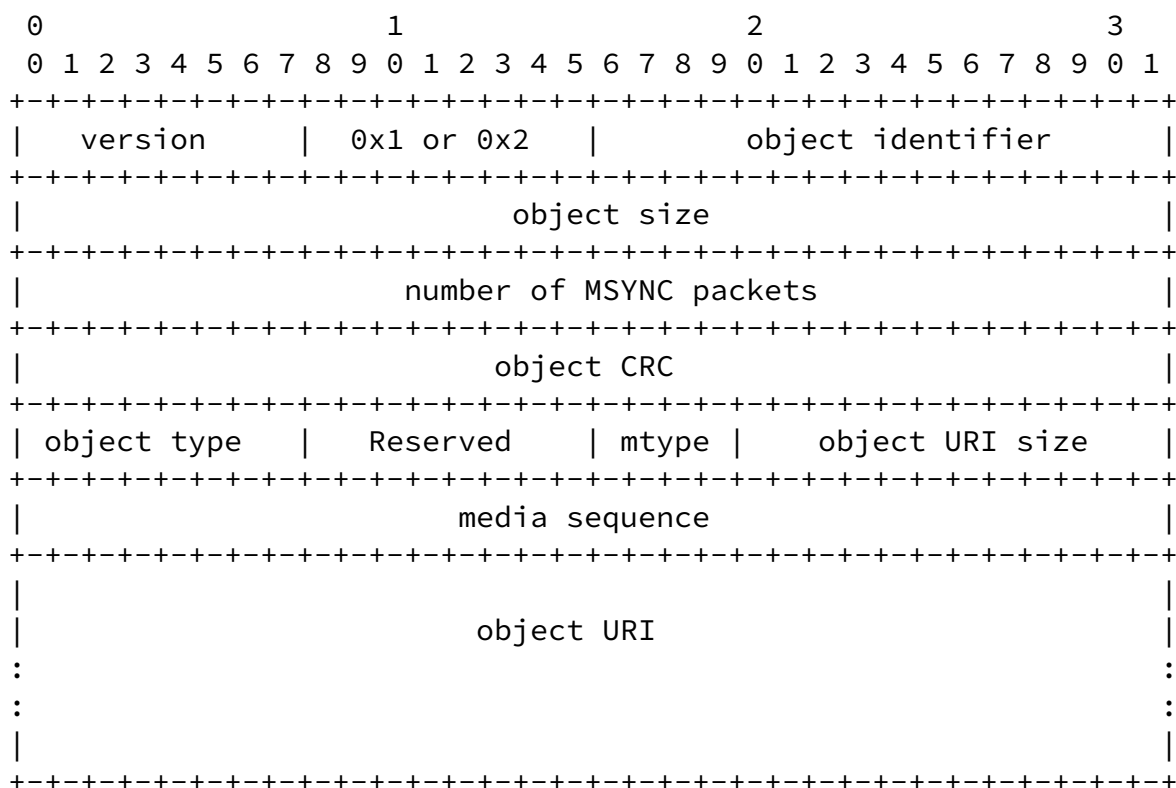 0                   1                   2                   3
 0 1 2 3 4 5 6 7 8 9 0 1 2 3 4 5 6 7 8 9 0 1 2 3 4 5 6 7 8 9 0 1
+-+-+-+-+-+-+-+-+-+-+-+-+-+-+-+-+-+-+-+-+-+-+-+-+-+-+-+-+-+-+-+-+
|   version     |  0x1 or 0x2   |        object identifier      |
+-+-+-+-+-+-+-+-+-+-+-+-+-+-+-+-+-+-+-+-+-+-+-+-+-+-+-+-+-+-+-+-+
|                           object size                         |
+-+-+-+-+-+-+-+-+-+-+-+-+-+-+-+-+-+-+-+-+-+-+-+-+-+-+-+-+-+-+-+-+
|                     number of MSYNC packets                   |
+-+-+-+-+-+-+-+-+-+-+-+-+-+-+-+-+-+-+-+-+-+-+-+-+-+-+-+-+-+-+-+-+
|                          object CRC                           |
+-+-+-+-+-+-+-+-+-+-+-+-+-+-+-+-+-+-+-+-+-+-+-+-+-+-+-+-+-+-+-+-+
| object type   |   Reserved    | mtype |    object URI size    |
+-+-+-+-+-+-+-+-+-+-+-+-+-+-+-+-+-+-+-+-+-+-+-+-+-+-+-+-+-+-+-+-+
|                        media sequence                         |
+-+-+-+-+-+-+-+-+-+-+-+-+-+-+-+-+-+-+-+-+-+-+-+-+-+-+-+-+-+-+-+-+
|                                                               |
|                         object URI                            |
:                                                               :
:                                                               :
|                                                               |
+-+-+-+-+-+-+-+-+-+-+-+-+-+-+-+-+-+-+-+-+-+-+-+-+-+-+-+-+-+-+-+-+